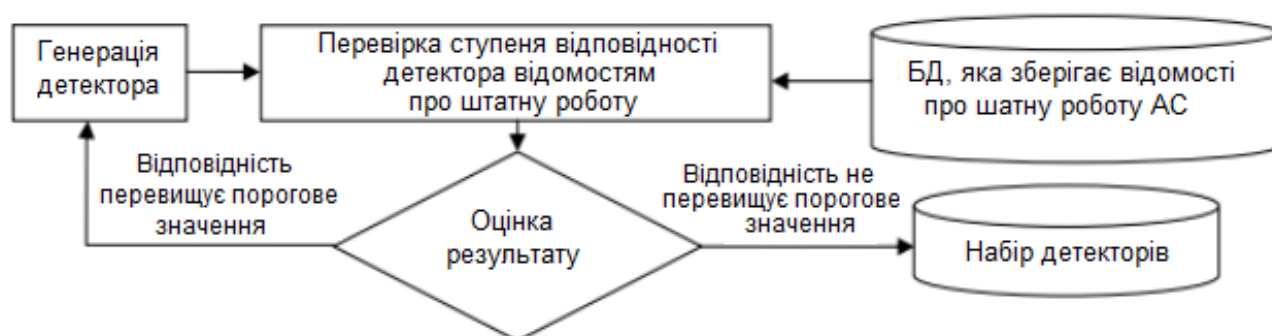 Генерація
детектора
Перевірка ступеня відповідності
детектора відомостям
про штатну роботу
БД, яка зберігає відомості
про шатну роботу АС
Відповідність
перевищує порогове
значення
Оцінка
результату
Відповідність не
перевищує порогове
значення
Набір детекторів